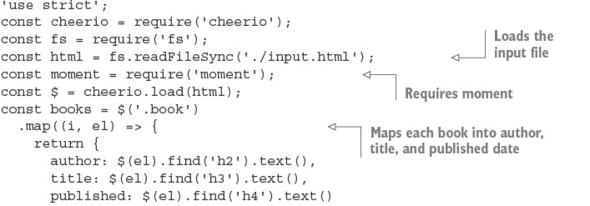 'use strict';
const cheerio = require('cheerio');
const fs = require('fs');
const html = fs.readFileSync('./input.html');
const moment = require('moment');
const $ = cheerio.load(html);
const books = $('.book')
  .map((i, el) => {
    return {
      author: $(el).find('h2').text(),
      title: $(el).find('h3').text(),
      published: $(el).find('h4').text()
Loads the
input file
Requires moment
Maps each book into author,
title, and published date